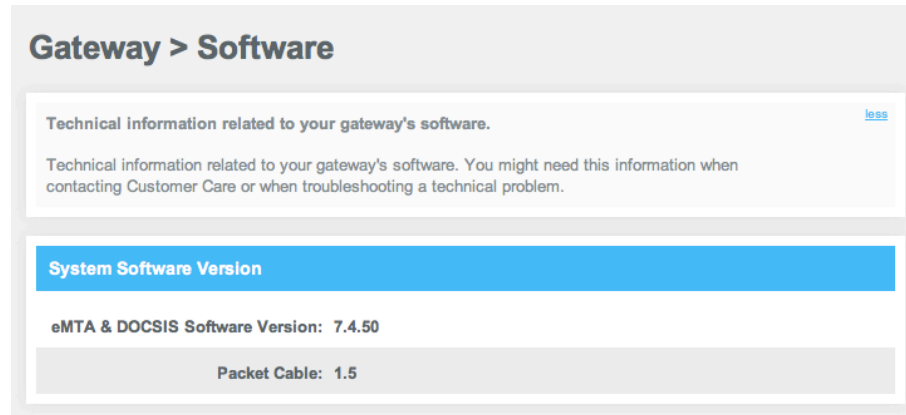 Gateway > Software
Technical information related to your gateway's software.
less
Technical information related to your gateway's software. You might need this information when
contacting Customer Care or when troubleshooting a technical problem.
System Software Version
eMTA & DOCSIS Software Version: 7.4.50
Packet Cable: 1.5